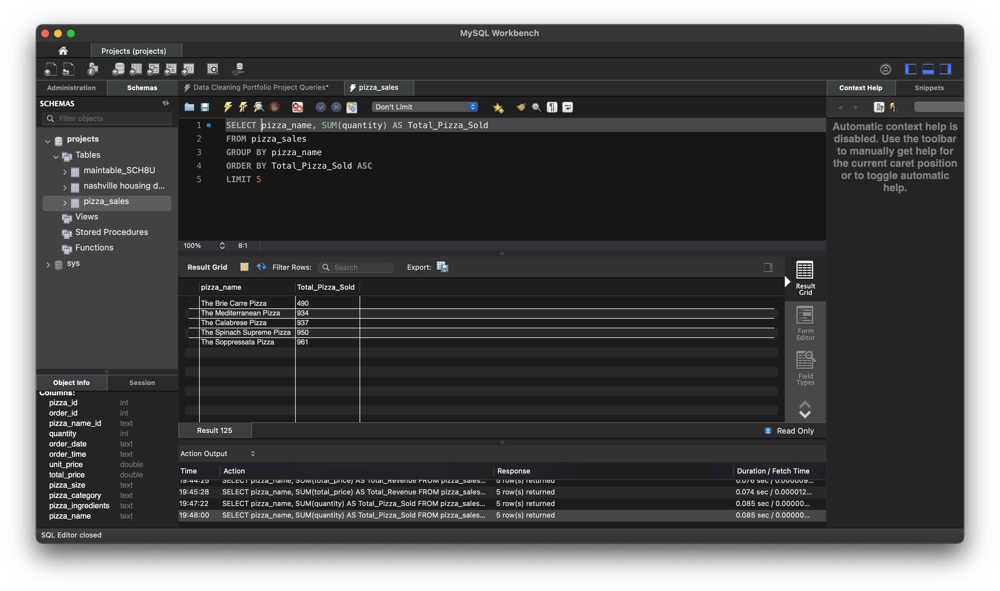 MySQL Workbench
Projects (projects)
Administration
Schemas
SCHEMAS
Filter objects
projects
Tables
maintable_SCH8U
nashville housing d...
pizza_sales
Views
Stored Procedures
Functions
sys
Object Info
Session
Columns:
pizza_id int
order_id int
pizza_name_id text
quantity int
order_date text
order_time text
unit_price double
total_price double
pizza_size text
pizza_category text
pizza_ingredients text
pizza_name text
Data Cleaning Portfolio Project Queries*
pizza_sales
Don't Limit
1 SELECT pizza_name, SUM(quantity) AS Total_Pizza_Sold
2 FROM pizza_sales
3 GROUP BY pizza_name
4 ORDER BY Total_Pizza_Sold ASC
5 LIMIT 5
100% 8:1
Result Grid
Filter Rows:
Search
Export:
pizza_name Total_Pizza_Sold
The Brie Carre Pizza 490
The Mediterranean Pizza 934
The Calabrese Pizza 937
The Spinach Supreme Pizza 950
The Soppressata Pizza 961
Result
Grid
Form
Editor
Field
Types
Result 125
Read Only
Action Output
Time Action Response Duration / Fetch Time
19:44:25 SELECT pizza_name, SUM(total_price) AS Total_Revenue FROM pizza_sales... 5 row(s) returned 0.076 sec / 0.000009...
19:45:28 SELECT pizza_name, SUM(total_price) AS Total_Revenue FROM pizza_sales... 5 row(s) returned 0.074 sec / 0.000012...
19:47:22 SELECT pizza_name, SUM(quantity) AS Total_Pizza_Sold FROM pizza_sales... 5 row(s) returned 0.085 sec / 0.00000...
19:48:00 SELECT pizza_name, SUM(quantity) AS Total_Pizza_Sold FROM pizza_sales... 5 row(s) returned 0.085 sec / 0.00000...
Context Help
Snippets
Automatic context help is
disabled. Use the toolbar
to manually get help for
the current caret position
or to toggle automatic
help.
SQL Editor closed